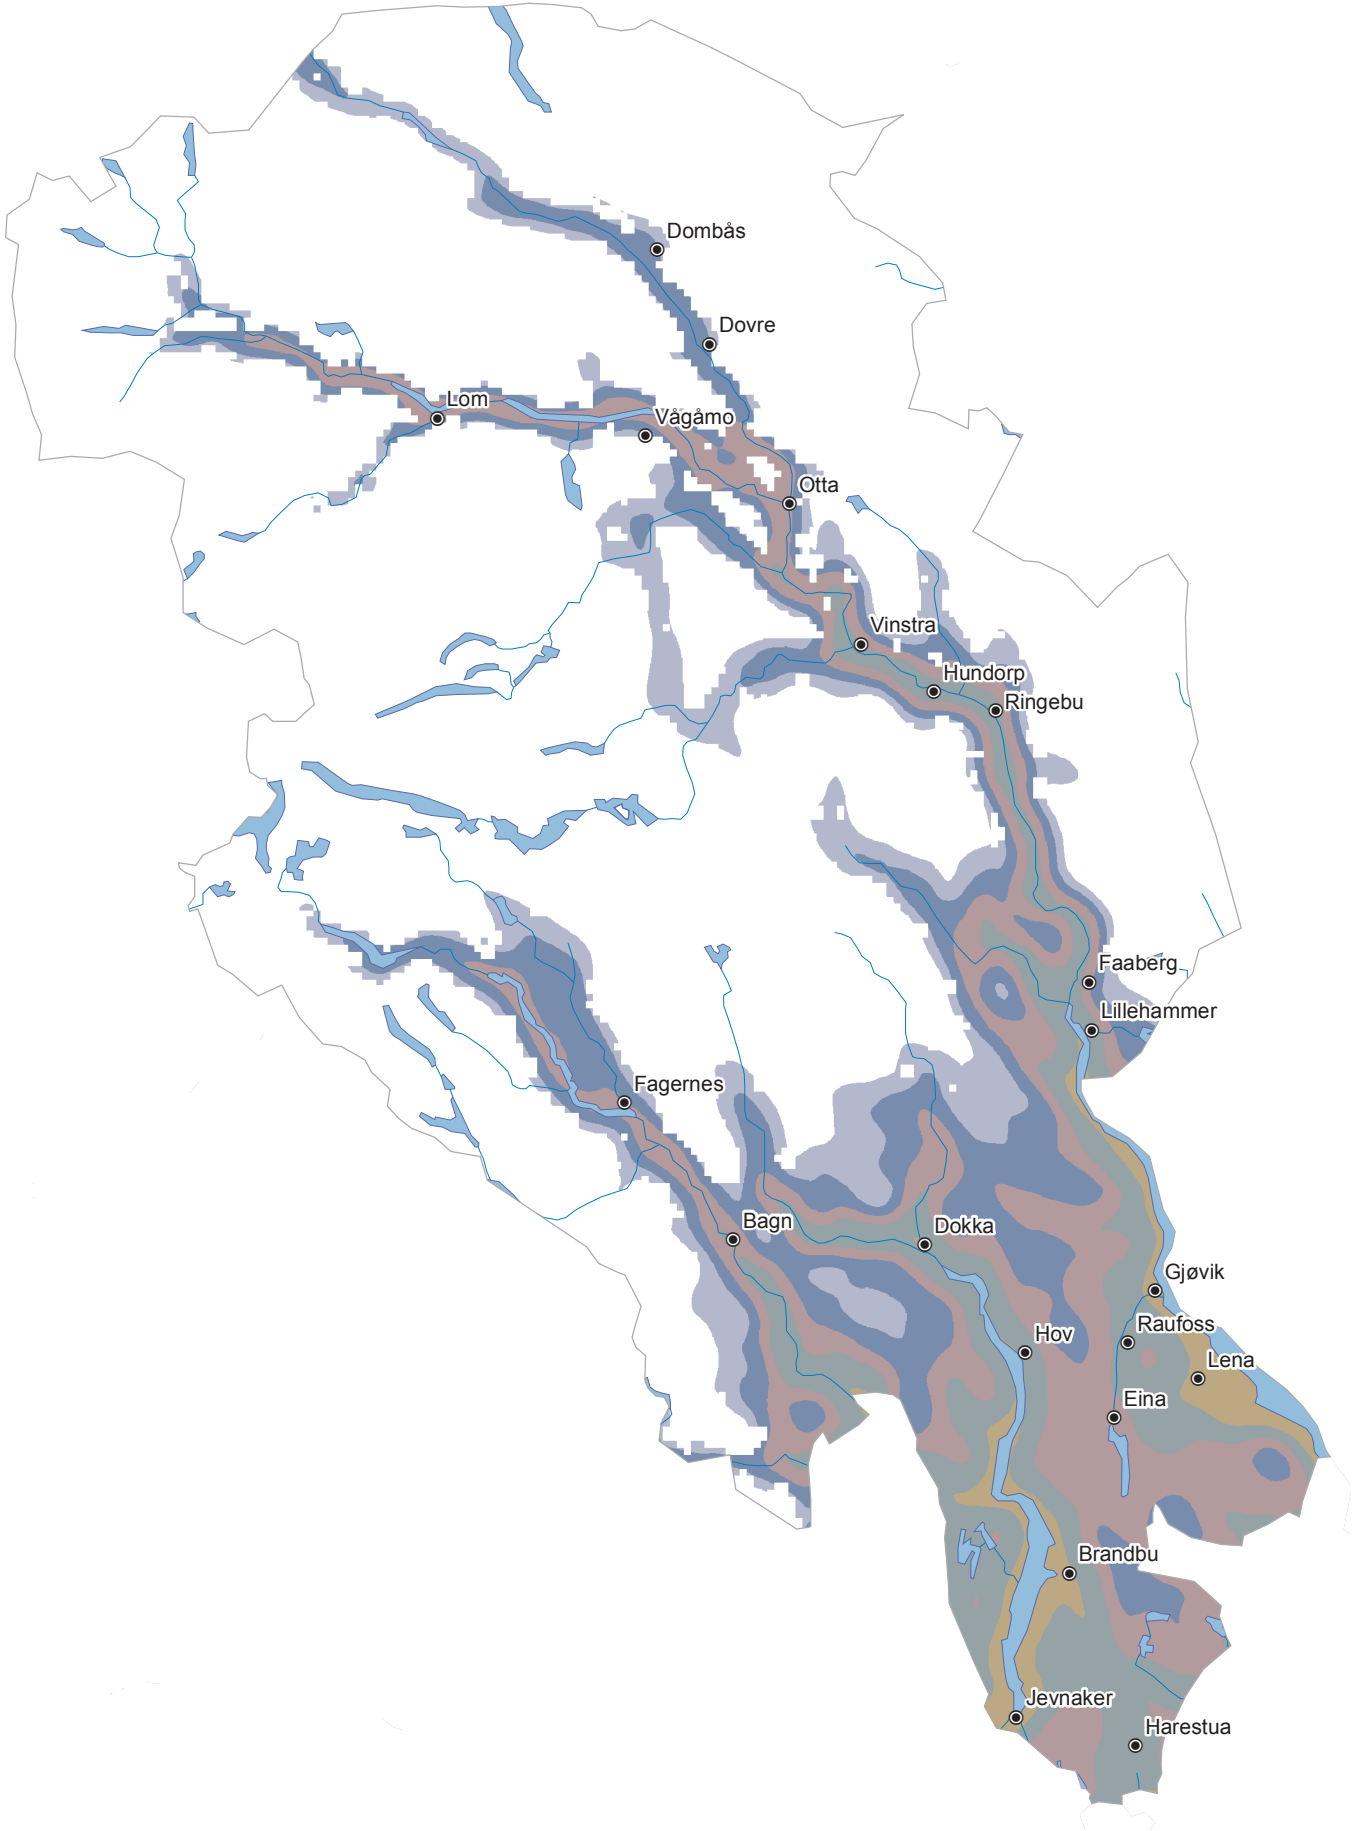 Dombås
Dovre
Lom
Vågåmo
Otta
Vinstra
Hundorp
Ringebu
Faaberg
Lillehammer
Fagernes
Bagn
Dokka
Gjøvik
Raufoss
Hov
Lena
Eina
Brandbu
Jevnaker
Harestua